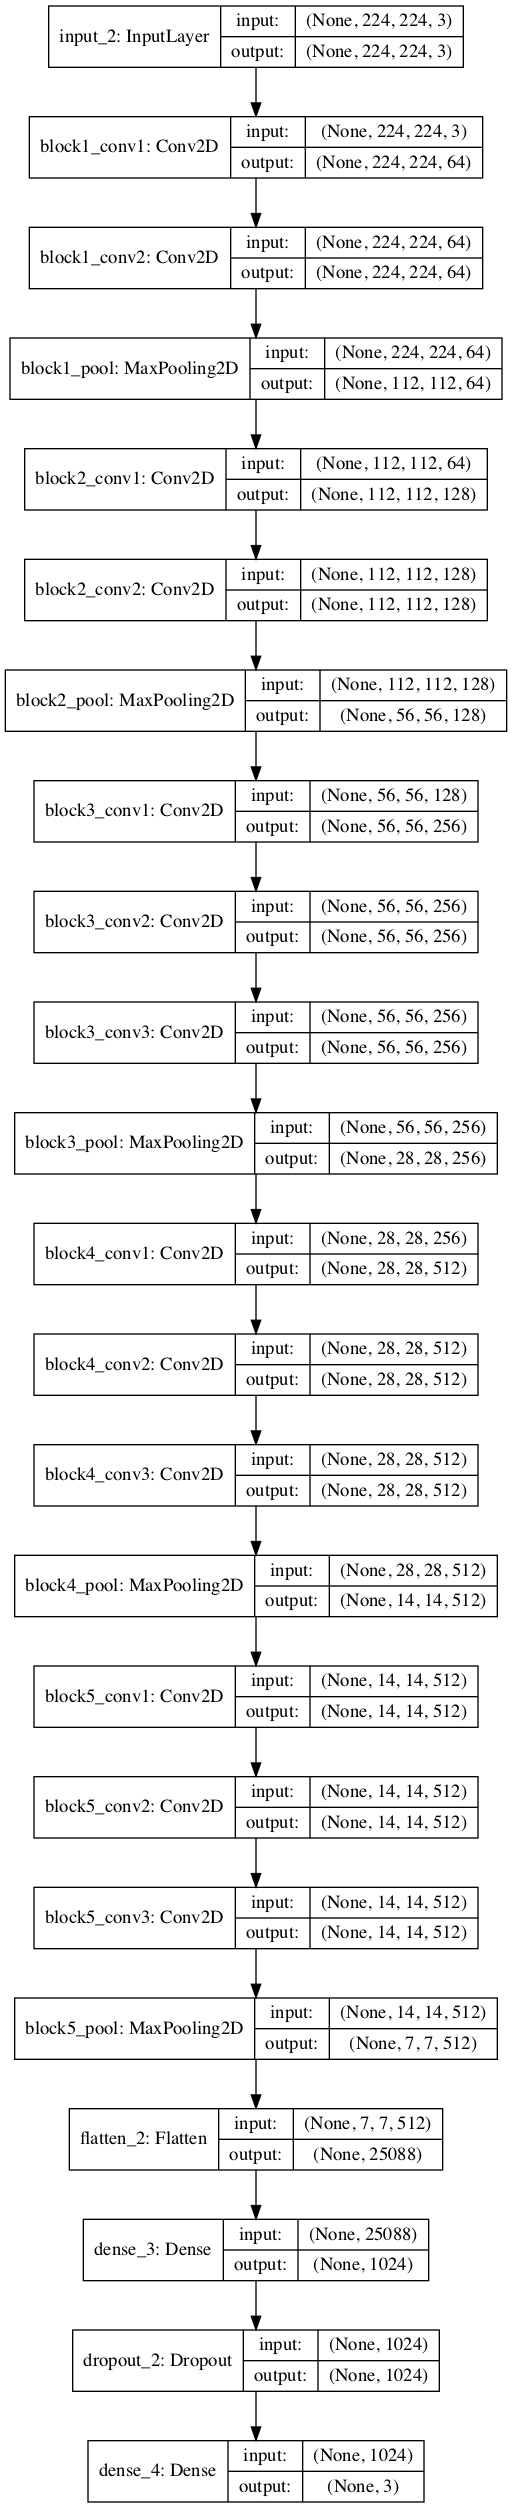 input_2: InputLayer
input: (None, 224, 224, 3)
output: (None, 224, 224, 3)
block1_conv1: Conv2D
input: (None, 224, 224, 3)
output: (None, 224, 224, 64)
block1_conv2: Conv2D
input: (None, 224, 224, 64)
output: (None, 224, 224, 64)
block1_pool: MaxPooling2D
input: (None, 224, 224, 64)
output: (None, 112, 112, 64)
block2_conv1: Conv2D
input: (None, 112, 112, 64)
output: (None, 112, 112, 128)
block2_conv2: Conv2D
input: (None, 112, 112, 128)
output: (None, 112, 112, 128)
block2_pool: MaxPooling2D
input: (None, 112, 112, 128)
output: (None, 56, 56, 128)
block3_conv1: Conv2D
input: (None, 56, 56, 128)
output: (None, 56, 56, 256)
block3_conv2: Conv2D
input: (None, 56, 56, 256)
output: (None, 56, 56, 256)
block3_conv3: Conv2D
input: (None, 56, 56, 256)
output: (None, 56, 56, 256)
block3_pool: MaxPooling2D
input: (None, 56, 56, 256)
output: (None, 28, 28, 256)
block4_conv1: Conv2D
input: (None, 28, 28, 256)
output: (None, 28, 28, 512)
block4_conv2: Conv2D
input: (None, 28, 28, 512)
output: (None, 28, 28, 512)
block4_conv3: Conv2D
input: (None, 28, 28, 512)
output: (None, 28, 28, 512)
block4_pool: MaxPooling2D
input: (None, 28, 28, 512)
output: (None, 14, 14, 512)
block5_conv1: Conv2D
input: (None, 14, 14, 512)
output: (None, 14, 14, 512)
block5_conv2: Conv2D
input: (None, 14, 14, 512)
output: (None, 14, 14, 512)
block5_conv3: Conv2D
input: (None, 14, 14, 512)
output: (None, 14, 14, 512)
block5_pool: MaxPooling2D
input: (None, 14, 14, 512)
output: (None, 7, 7, 512)
flatten_2: Flatten
input: (None, 7, 7, 512)
output: (None, 25088)
dense_3: Dense
input: (None, 25088)
output: (None, 1024)
dropout_2: Dropout
input: (None, 1024)
output: (None, 1024)
dense_4: Dense
input: (None, 1024)
output: (None, 3)